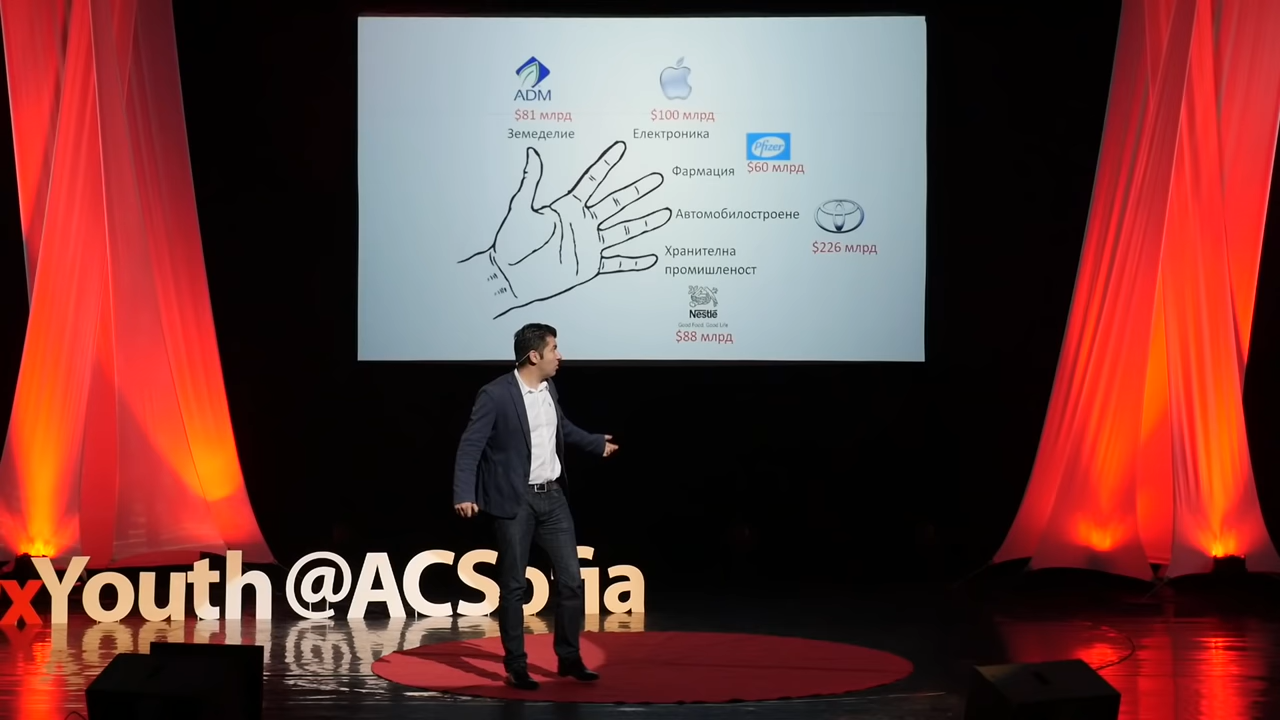 ADM
$81 млрд
Земеделие
$100 млрд
Електроника
Pfizer
$60 млрд
Фармация
Автомобилостроене
$226 млрд
Хранителна
промишленост
Nestlé
Good Food, Good Life
$88 млрд
xYouth@ACSofia